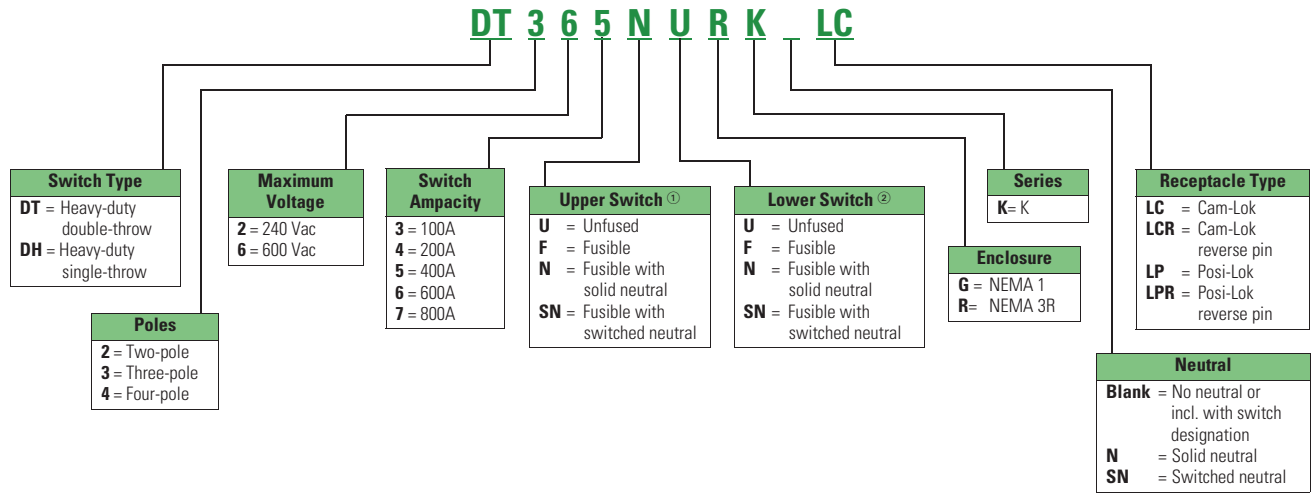 DT 3 6 5 N U R K _ LC
Switch Type
DT = Heavy-duty
double-throw
DH = Heavy-duty
single-throw
Poles
2 = Two-pole
3 = Three-pole
4 = Four-pole
Maximum
Voltage
2 = 240 Vac
6 = 600 Vac
Switch
Ampacity
3 = 100A
4 = 200A
5 = 400A
6 = 600A
7 = 800A
Upper Switch ①
U = Unfused
F = Fusible
N = Fusible with
solid neutral
SN = Fusible with
switched neutral
Lower Switch ②
U = Unfused
F = Fusible
N = Fusible with
solid neutral
SN = Fusible with
switched neutral
Enclosure
G = NEMA 1
R= NEMA 3R
Series
K= K
Receptacle Type
LC = Cam-Lok
LCR = Cam-Lok
reverse pin
LP = Posi-Lok
LPR = Posi-Lok
reverse pin
Neutral
Blank = No neutral or
incl. with switch
designation
N = Solid neutral
SN = Switched neutral